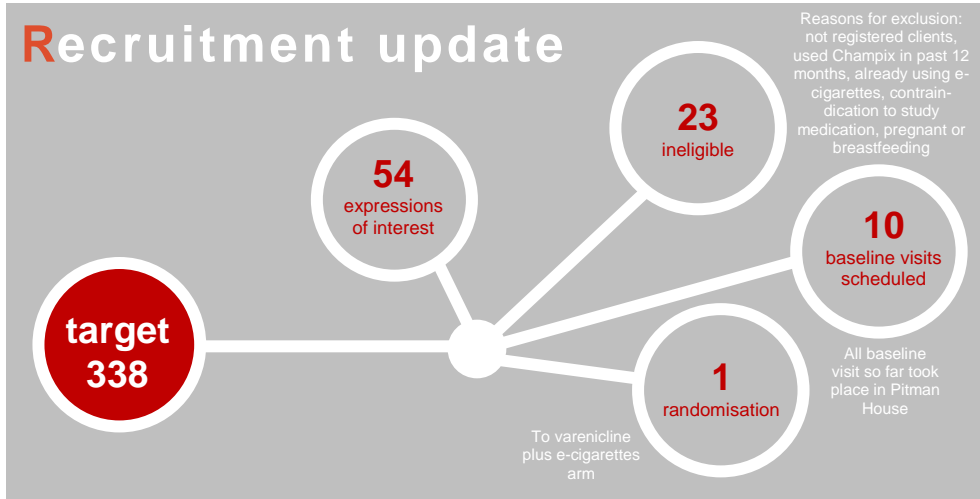 Recruitment update
Reasons for exclusion:
not registered clients,
used Champix in past 12
months, already using e-
cigarettes, contrain-
dication to study
medication, pregnant or
breastfeeding
23
ineligible
54
expressions
of interest
10
baseline visits
scheduled
target
338
All baseline
visit so far took
place in Pitman
House
1
randomisation
To varenicline
plus e-cigarettes
arm